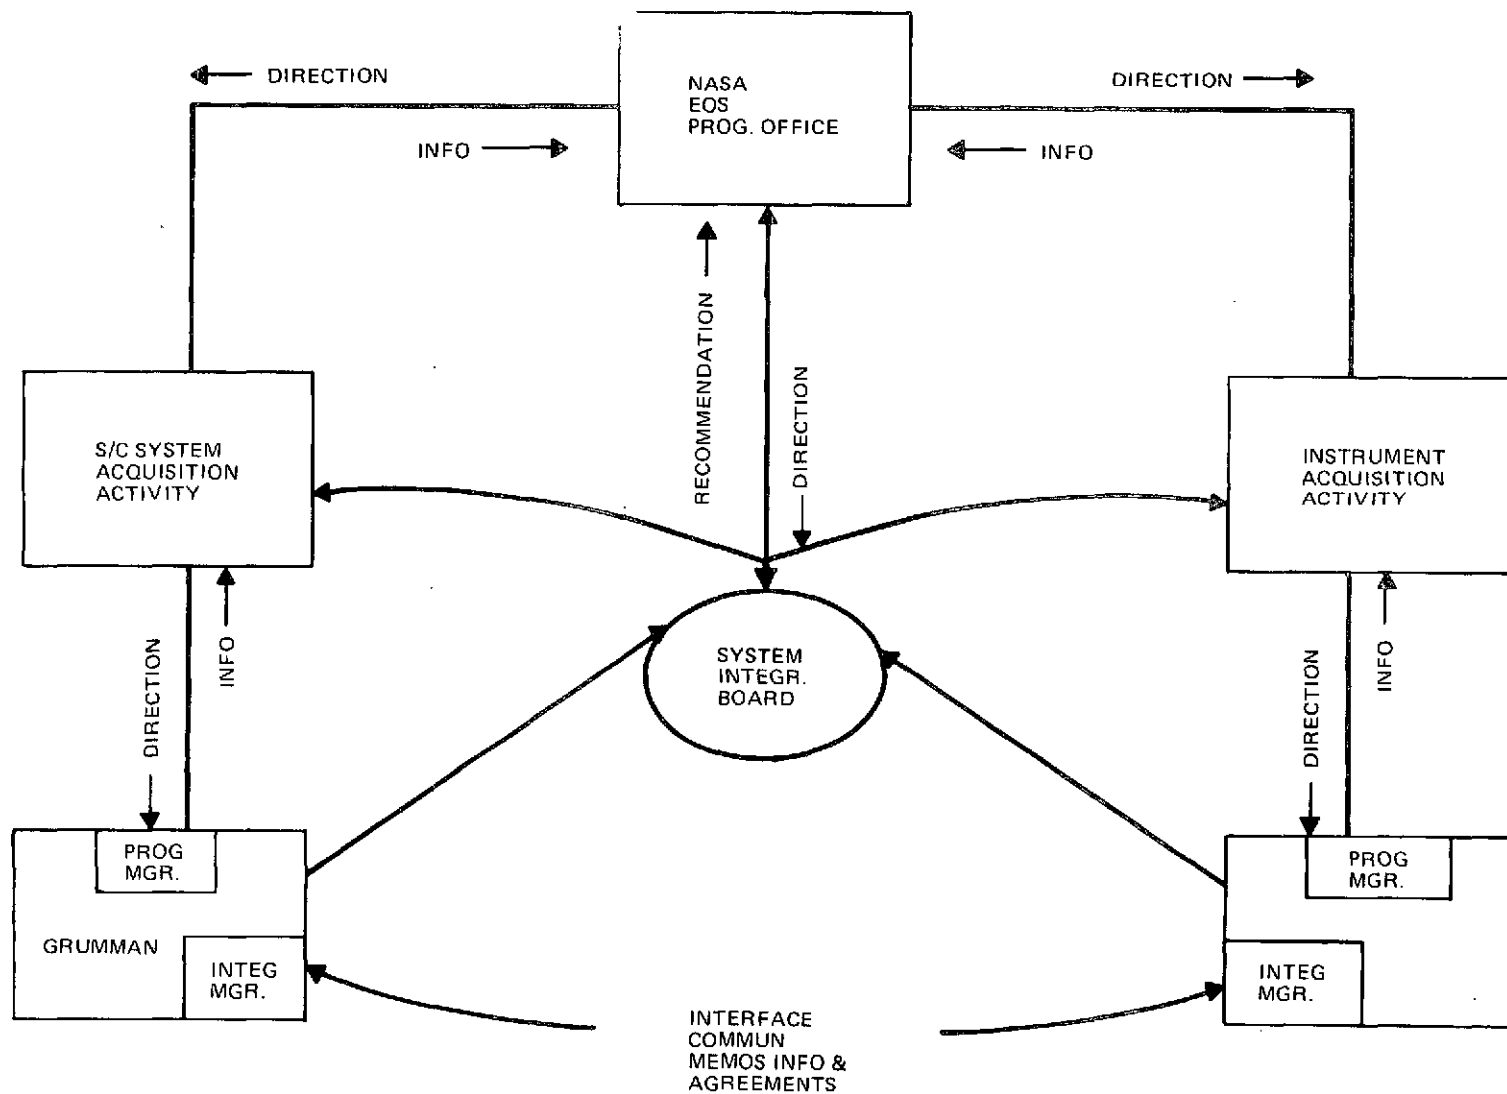 DIRECTION
NASA
EOS
PROG. OFFICE
DIRECTION
INFO
INFO
RECOMMENDATION
DIRECTION
S/C SYSTEM
ACQUISITION
ACTIVITY
INSTRUMENT
ACQUISITION
ACTIVITY
DIRECTION
INFO
SYSTEM
INTEGR.
BOARD
DIRECTION
INFO
PROG
MGR.
GRUMMAN
INTEG
MGR.
PROG
MGR.
INTEG
MGR.
INTERFACE
COMMUN
MEMOS INFO &
AGREEMENTS